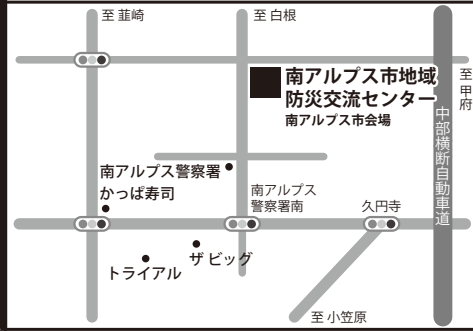 至 韮崎
至 白根
至 甲府
南アルプス市地域
防災交流センター
南アルプス市会場
中部横断自動車道
南アルプス警察署
かっぱ寿司
南アルプス
警察署南
久円寺
ザ ビッグ
トライアル
至 小笠原